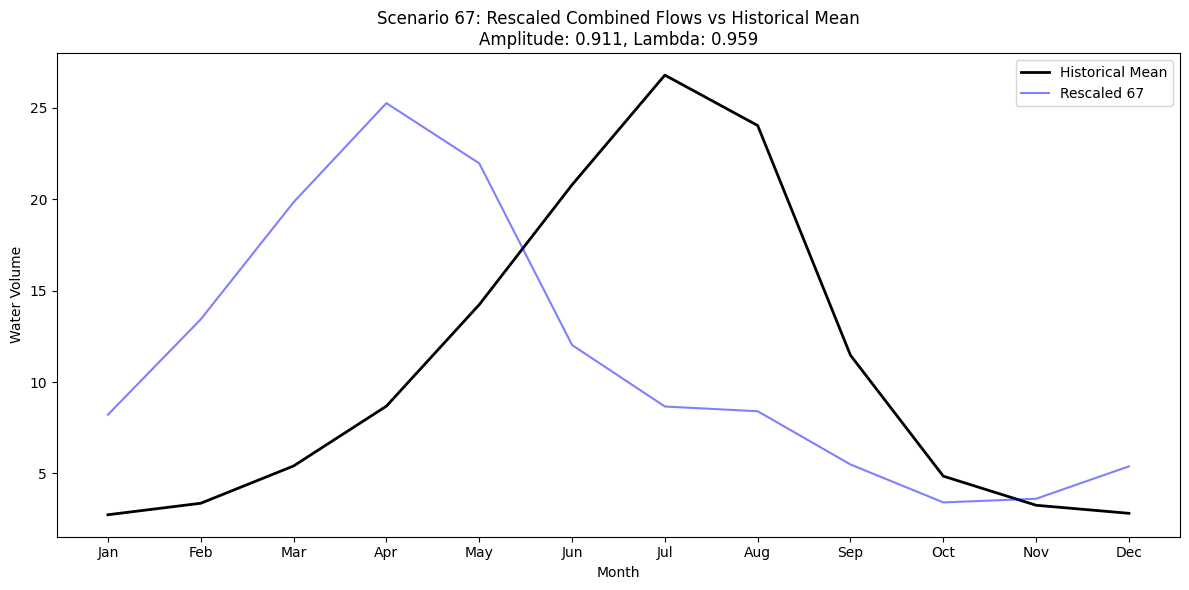 Scenario 67: Rescaled Combined Flows vs Historical Mean
Amplitude: 0.911, Lambda: 0.959
Historical Mean
Rescaled 67
Water Volume
25
20
15
10
5
Jan Feb Mar Apr May Jun Jul Aug Sep Oct Nov Dec
Month